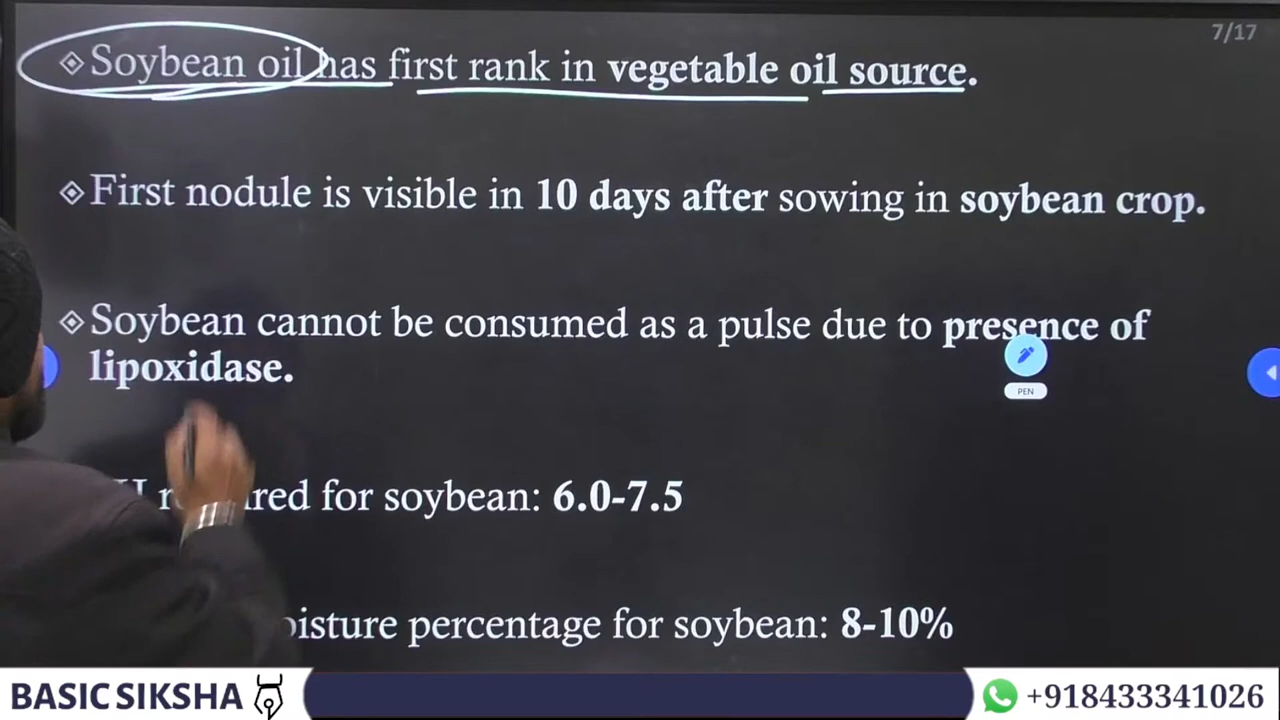 7/17
Soybean oil has first rank in vegetable oil source.
First nodule is visible in 10 days after sowing in soybean crop.
Soybean cannot be consumed as a pulse due to presence of
lipoxidase.
PEN
for soybean: 6.0-7.5
percentage for soybean: 8-10%
BASIC SIKSHA
+918433341026